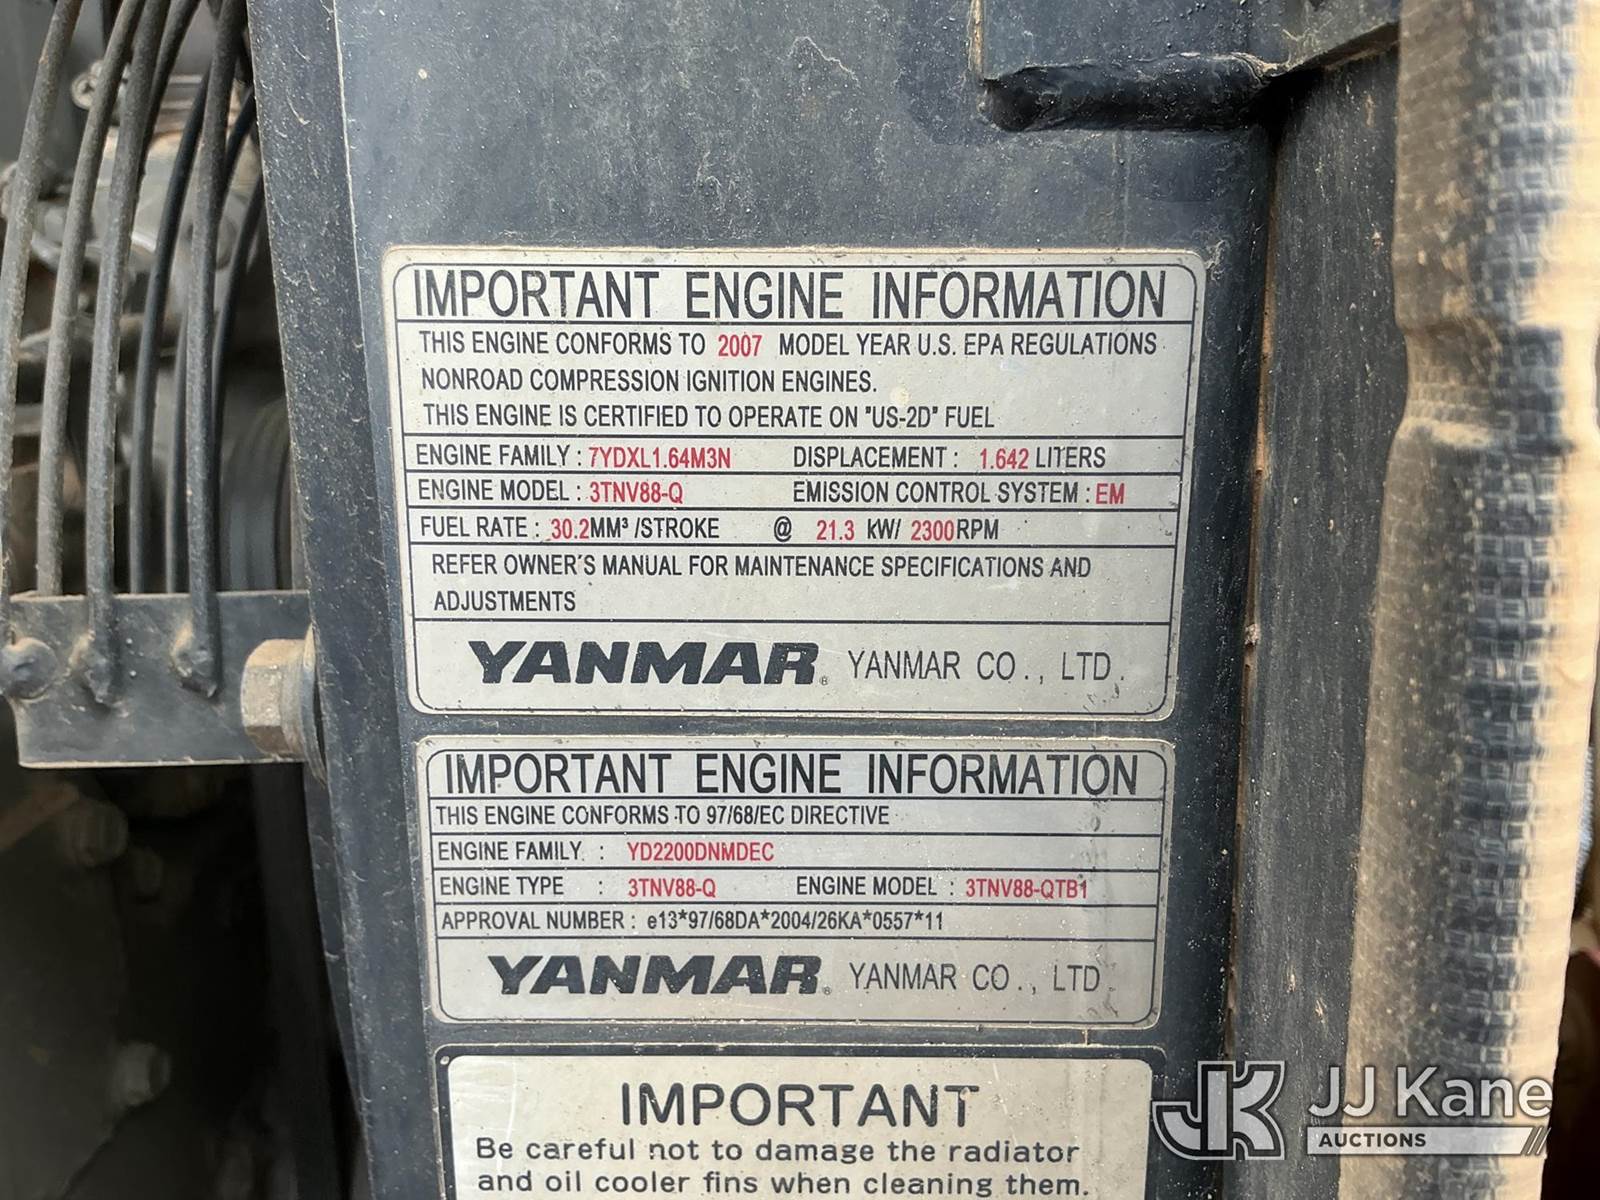 IMPORTANT ENGINE INFORMATION
THIS ENGINE CONFORMS TO 2007 MODEL YEAR U.S. EPA REGULATIONS
NONROAD COMPRESSION IGNITION ENGINES.
THIS ENGINE IS CERTIFIED TO OPERATE ON "US-2D" FUEL
ENGINE FAMILY : 7YDXL1.64M3N DISPLACEMENT : 1.642 LITERS
ENGINE MODEL : 3TNV88-Q EMISSION CONTROL SYSTEM : EM
FUEL RATE : 30.2MM³ /STROKE @ 21.3 KW/ 2300RPM
REFER OWNER'S MANUAL FOR MAINTENANCE SPECIFICATIONS AND
ADJUSTMENTS
YANMAR® YANMAR CO., LTD.
IMPORTANT ENGINE INFORMATION
THIS ENGINE CONFORMS TO 97/68/EC DIRECTIVE
ENGINE FAMILY : YD2200DNMDEC
ENGINE TYPE : 3TNV88-Q ENGINE MODEL : 3TNV88-QTB1
APPROVAL NUMBER : e13*97/68DA*2004/26KA*0557*11
YANMAR® YANMAR CO., LTD.
IMPORTANT
Be careful not to damage the radiator
and oil cooler fins when cleaning them.
JK JJ Kane
AUCTIONS